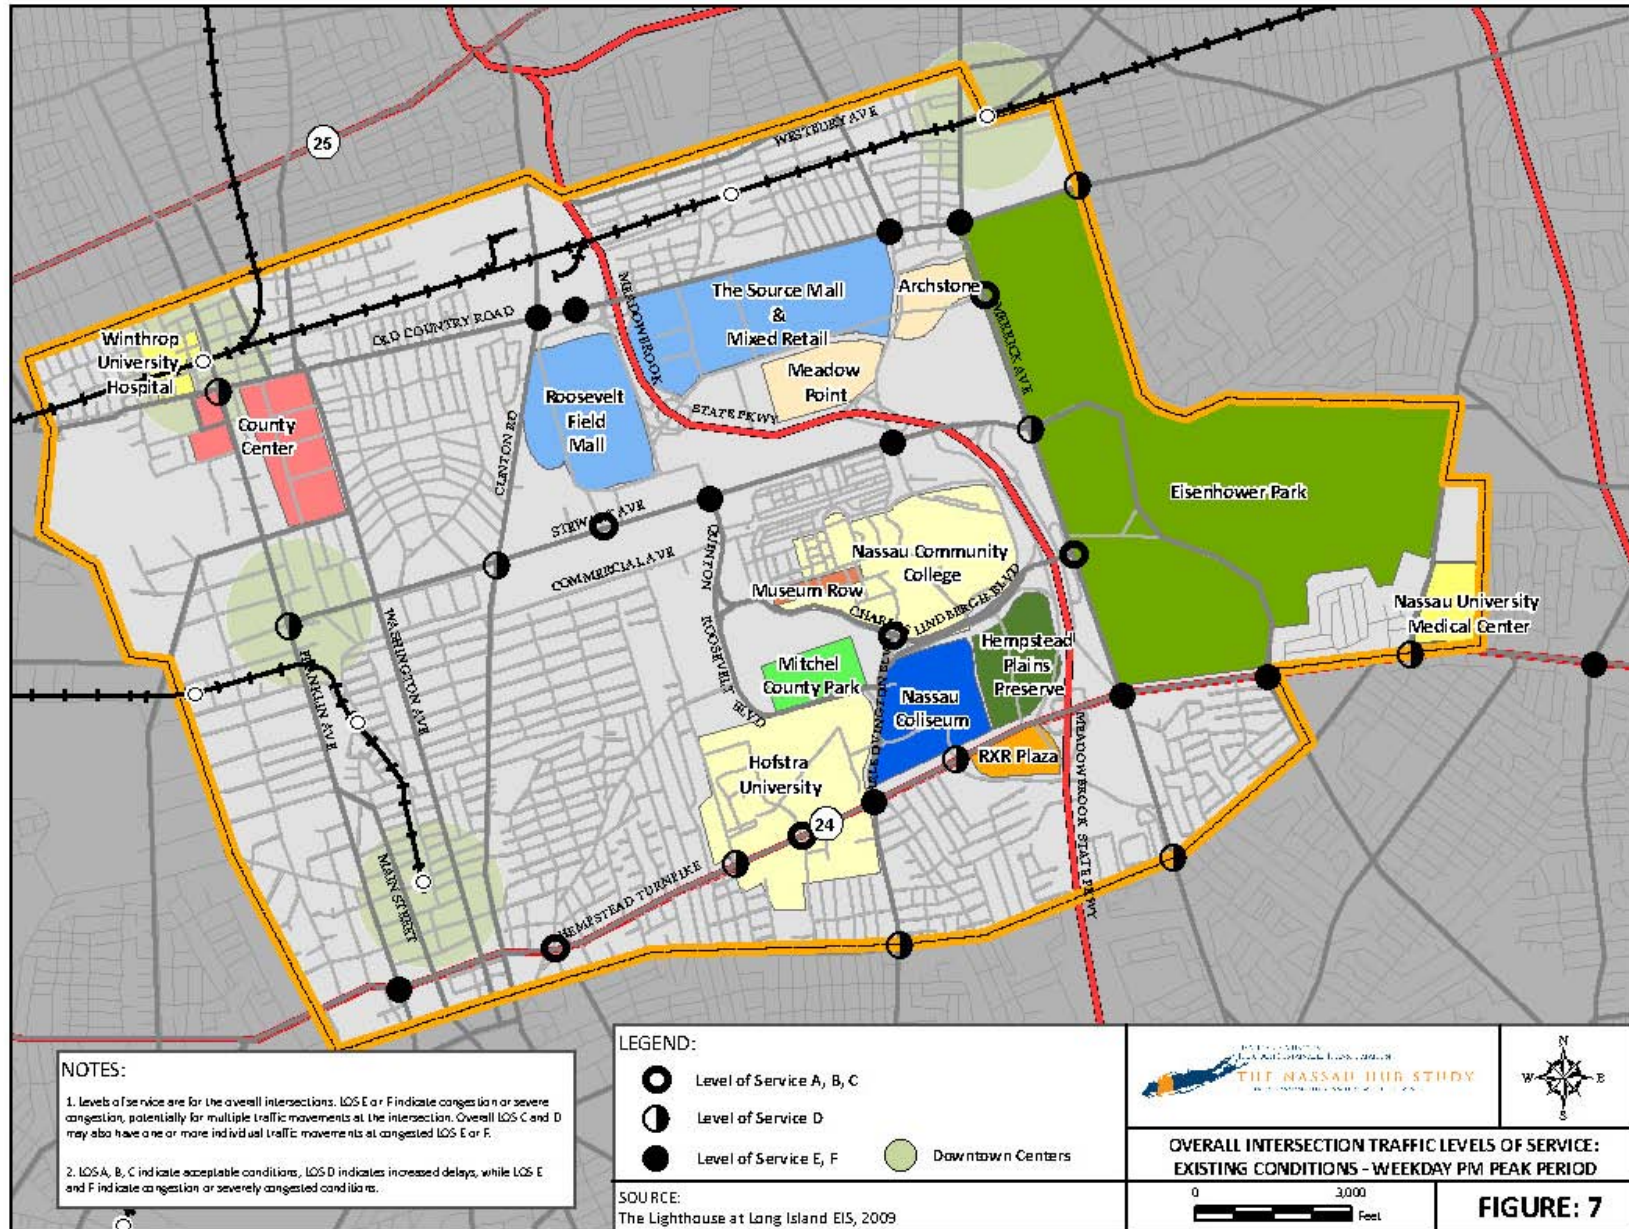 WESTBURY AVE
25
Archstone
The Source Mall
&
Mixed Retail
MEADOWBROOK
OLD COUNTRY ROAD
Winthrop
University
Hospital
MERRICK AVE
Meadow
Point
Roosevelt
Field
Mall
STATE PKWY
County
Center
CLINTON RD
Eisenhower Park
STEWART AVE
QUINTON
Nassau Community
College
COMMERCIAL AVE
Museum Row
CHARLES LINDBERGH BLVD
Nassau University
Medical Center
WASHINGTON AVE
ROOSEVELT
BLVD
Hempstead
Plains
Preserve
Mitchel
County Park
FRANKLIN AVE
Nassau
Coliseum
RXR Plaza
Hofstra
University
MEADOWBROOK STATE PKWY
24
MAIN STREET
HEMPSTEAD TURNPIKE
NOTES:
1. Levels of service are for the overall intersections. LOS E or F indicate congestion or severe
congestion, potentially for multiple traffic movements at the intersection. Overall LOS C and D
may also have one or more individual traffic movements at congested LOS E or F.
2. LOS A, B, C indicate acceptable conditions, LOS D indicates increased delays, while LOS E
and F indicate congestion or severely congested conditions.
LEGEND:
Level of Service A, B, C
Level of Service D
Level of Service E, F
Downtown Centers
SOURCE:
The Lighthouse at Long Island EIS, 2009
THE NASSAU HUB STUDY
N
W E
S
OVERALL INTERSECTION TRAFFIC LEVELS OF SERVICE:
EXISTING CONDITIONS - WEEKDAY PM PEAK PERIOD
0 3,000
Feet
FIGURE: 7